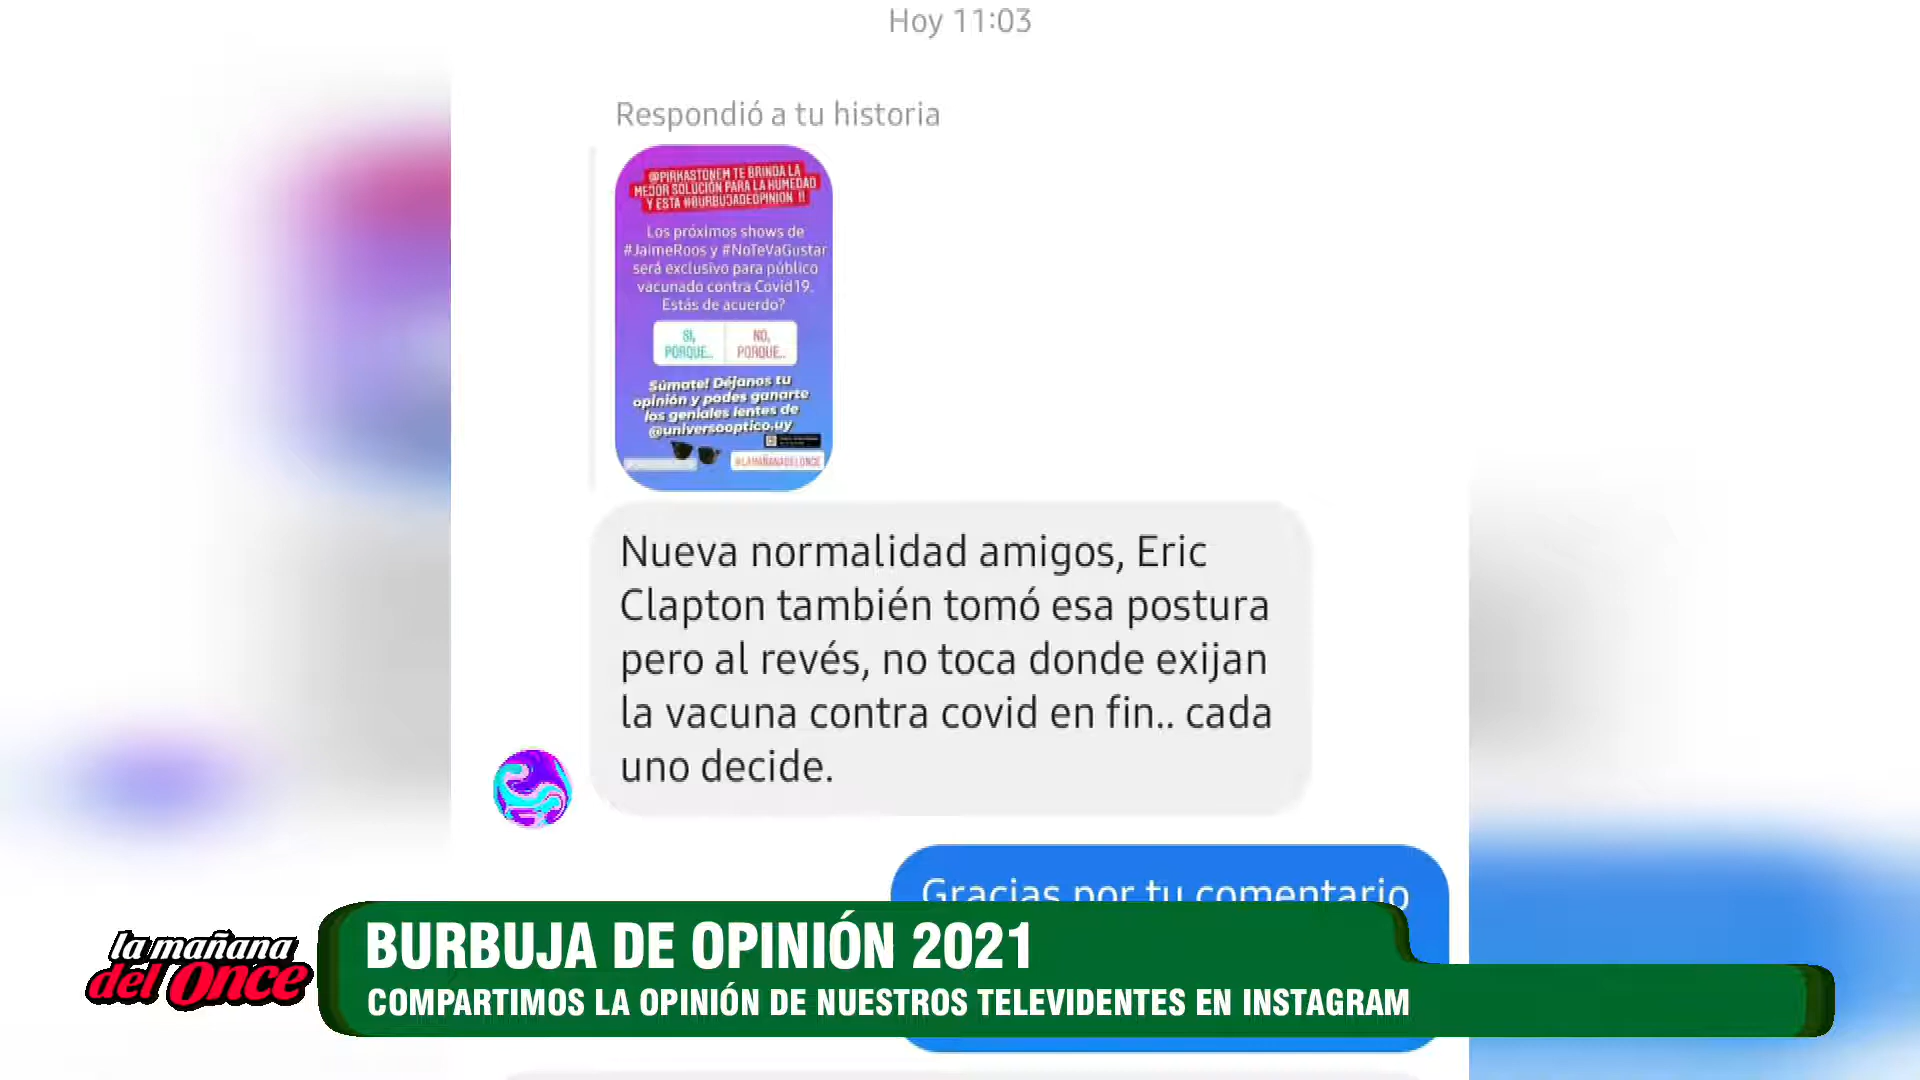 Hoy 11:03
Respondió a tu historia
@PIRKASTONEM TE BRINDA LA
MEJOR SOLUCIÓN PARA LA HUMEDAD
Y ESTA #BURBUJADEOPINION !!
Los próximos shows de
#JaimeRoos y #NoTeVaGustar
será exclusivo para público
vacunado contra Covid19.
Estás de acuerdo?
SI,
PORQUE..
NO,
PORQUE..
Súmate! Déjanos tu
opinión y podes ganarte
los geniales lentes de
@universooptico.uy
@LAMAÑANADELONCE
Nueva normalidad amigos, Eric
Clapton también tomó esa postura
pero al revés, no toca donde exijan
la vacuna contra covid en fin.. cada
uno decide.
Gracias por tu comentario
la mañana
del Once
BURBUJA DE OPINIÓN 2021
COMPARTIMOS LA OPINIÓN DE NUESTROS TELEVIDENTES EN INSTAGRAM